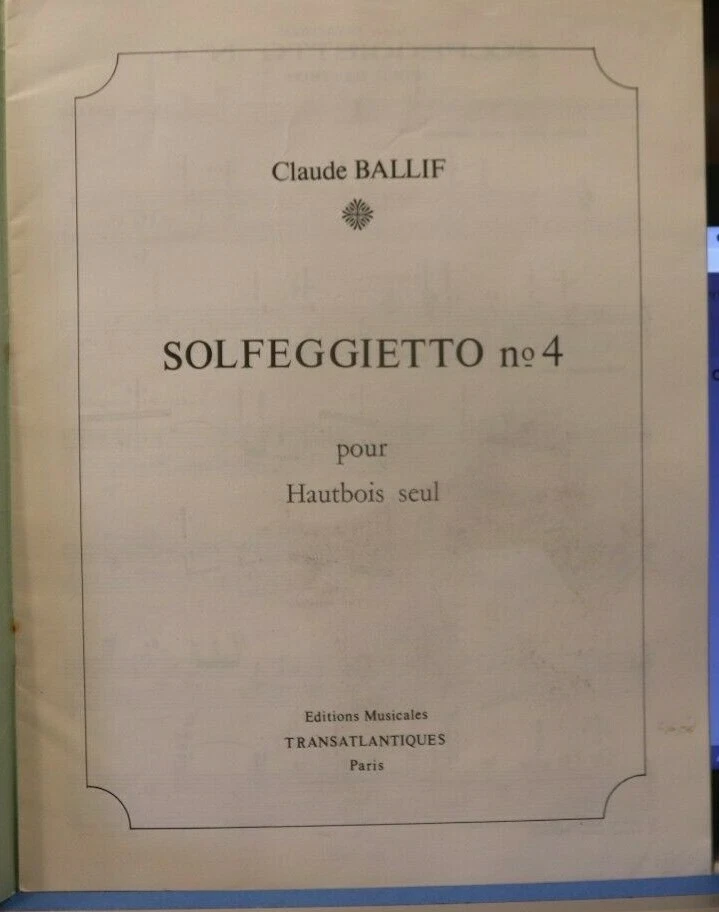 Claude BALLIF
SOLFEGGIETTO nº 4
pour
Hautbois seul
Editions Musicales
TRANSATLANTIQUES
Paris